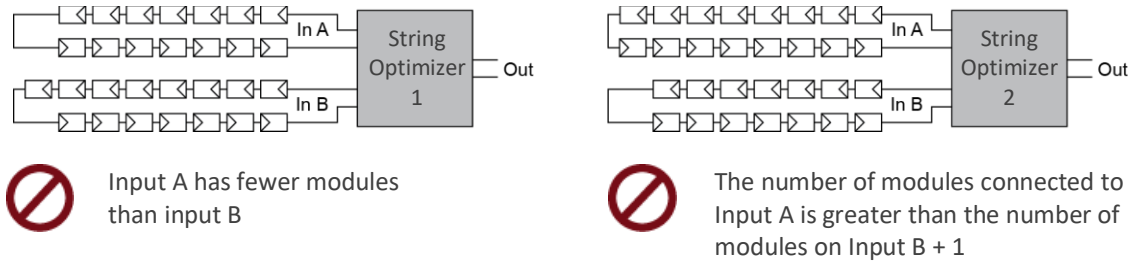 In A
String
Optimizer
1
Out
In B
Input A has fewer modules
than input B
In A
String
Optimizer
2
Out
In B
The number of modules connected to
Input A is greater than the number of
modules on Input B + 1